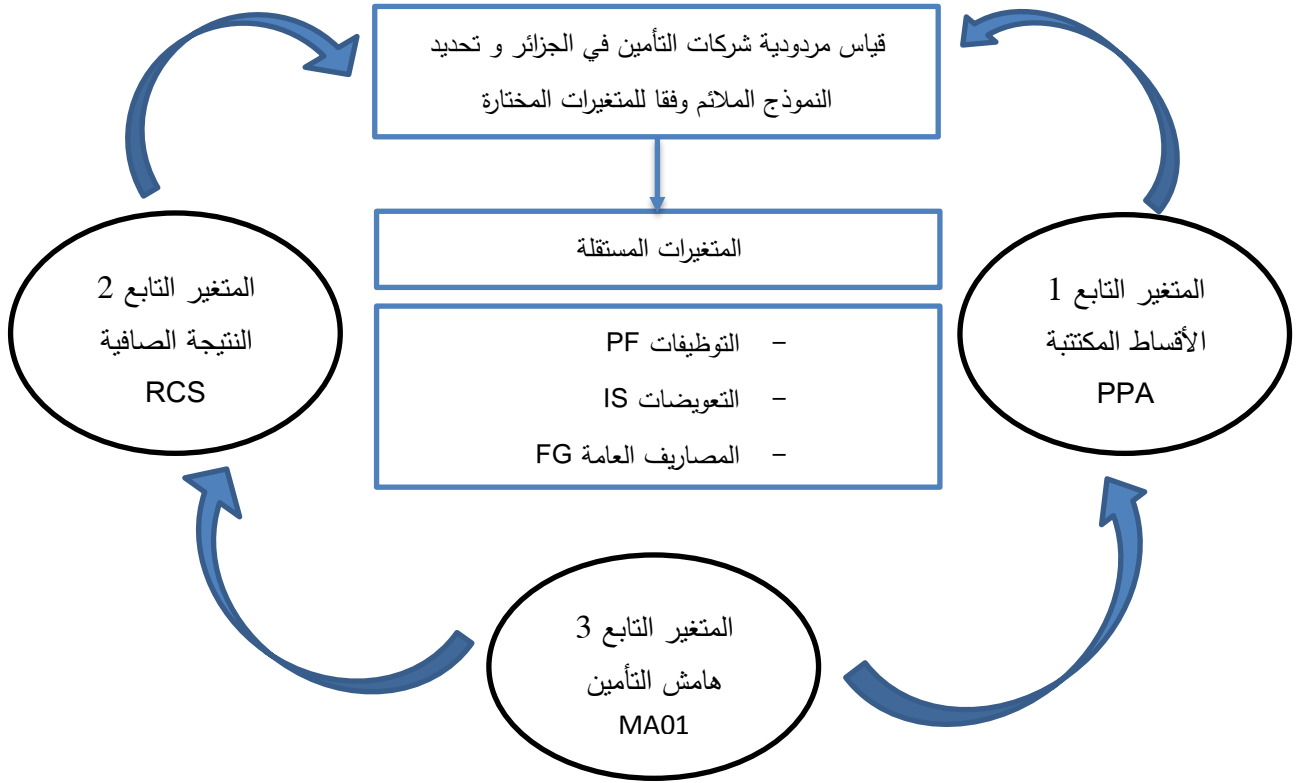 قياس مردودية شركات التأمين في الجزائر و تحديد
النموذج الملائم وفقا للمتغيرات المختارة
المتغيرات المستقلة
المتغير التابع 1
الأقساط المكتتبة
PPA
المتغير التابع 2
النتيجة الصافية
RCS
- التوظيفات PF
- التعويضات IS
- المصاريف العامة FG
المتغير التابع 3
هامش التأمين
MA01